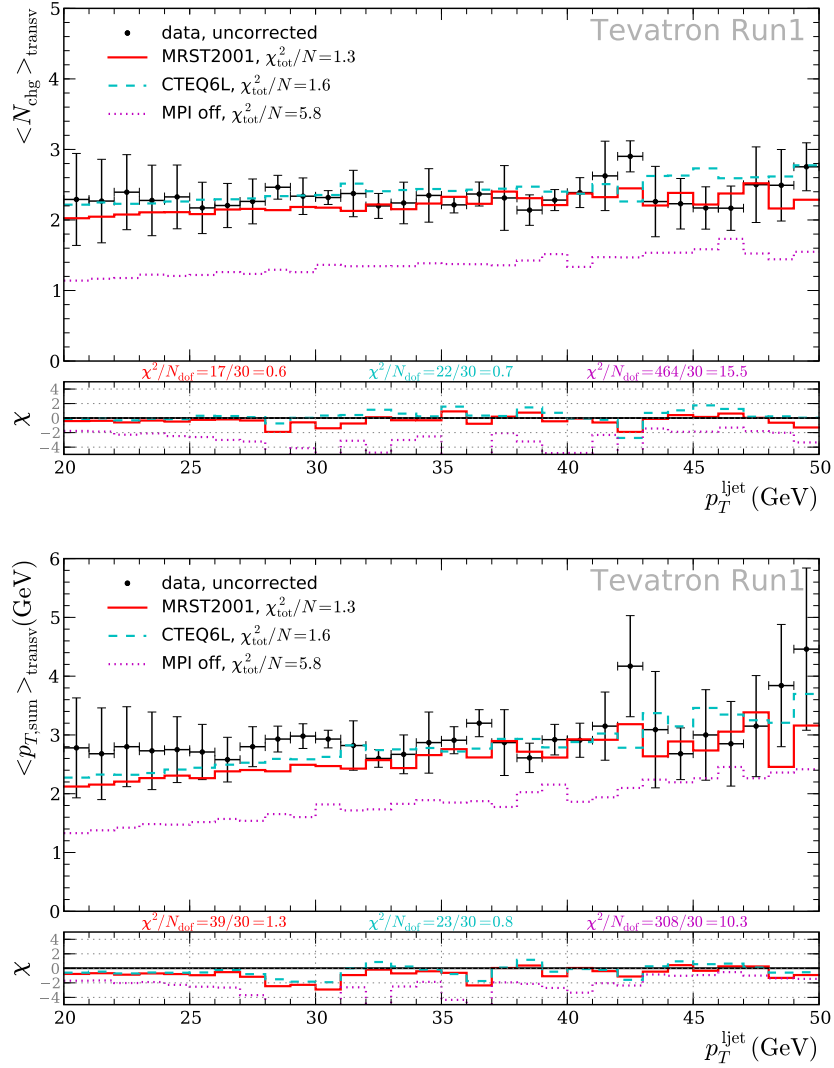 5
4
3
2
1
0
<N_chg>_transv
Tevatron Run1
data, uncorrected
MRST2001, χ²_tot/N=1.3
CTEQ6L, χ²_tot/N=1.6
MPI off, χ²_tot/N=5.8
χ²/N_dof=17/30=0.6 χ²/N_dof=22/30=0.7 χ²/N_dof=464/30=15.5
χ
4
2
0
−2
−4
20 25 30 35 40 45 50
p_T^ljet (GeV)
6
5
4
3
2
1
0
<p_T,sum>_transv(GeV)
Tevatron Run1
data, uncorrected
MRST2001, χ²_tot/N=1.3
CTEQ6L, χ²_tot/N=1.6
MPI off, χ²_tot/N=5.8
χ²/N_dof=39/30=1.3 χ²/N_dof=23/30=0.8 χ²/N_dof=308/30=10.3
χ
4
2
0
−2
−4
20 25 30 35 40 45 50
p_T^ljet (GeV)